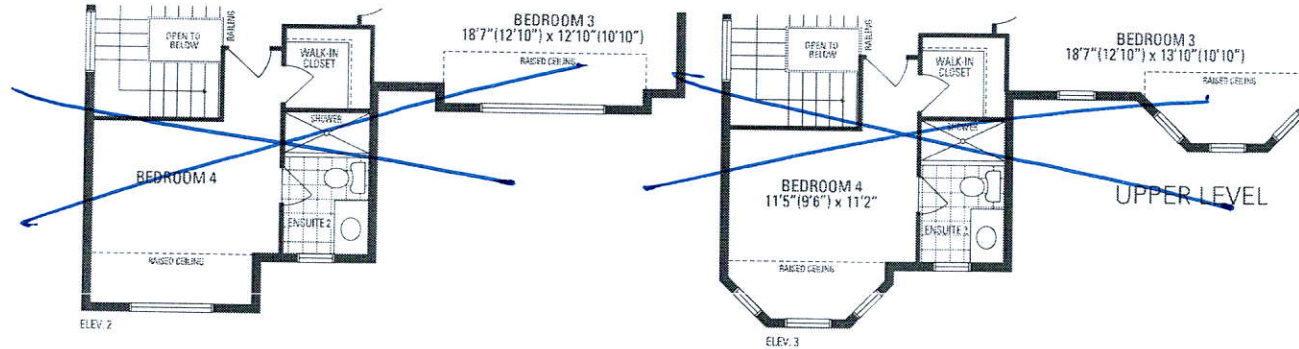 BEDROOM 3
18'7"(12'10") x 12'10"(10'10")
RAISED CEILING
OPEN TO
BELOW
RAILING
WALK-IN
CLOSET
SHOWER
BEDROOM 4
ENSUITE 2
RAISED CEILING
ELEV. 2
BEDROOM 3
18'7"(12'10") x 13'10"(10'10")
RAISED CEILING
OPEN TO
BELOW
RAILING
WALK-IN
CLOSET
SHOWER
BEDROOM 4
11'5"(9'6") x 11'2"
ENSUITE 2
RAISED CEILING
ELEV. 3
UPPER LEVEL